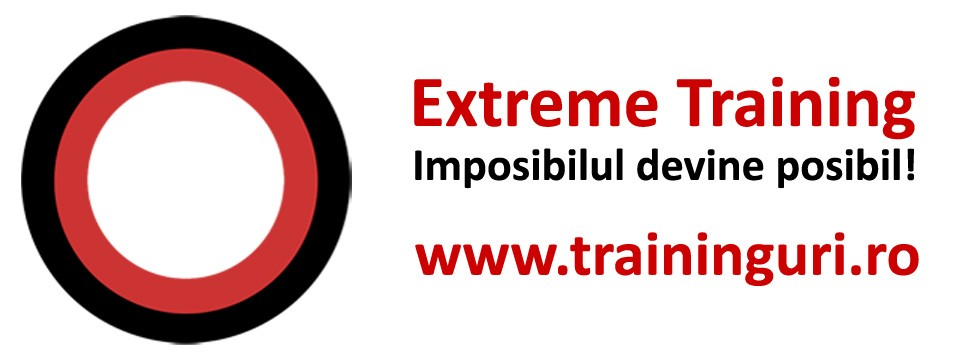 Extreme Training
Imposibilul devine posibil!
www.traininguri.ro